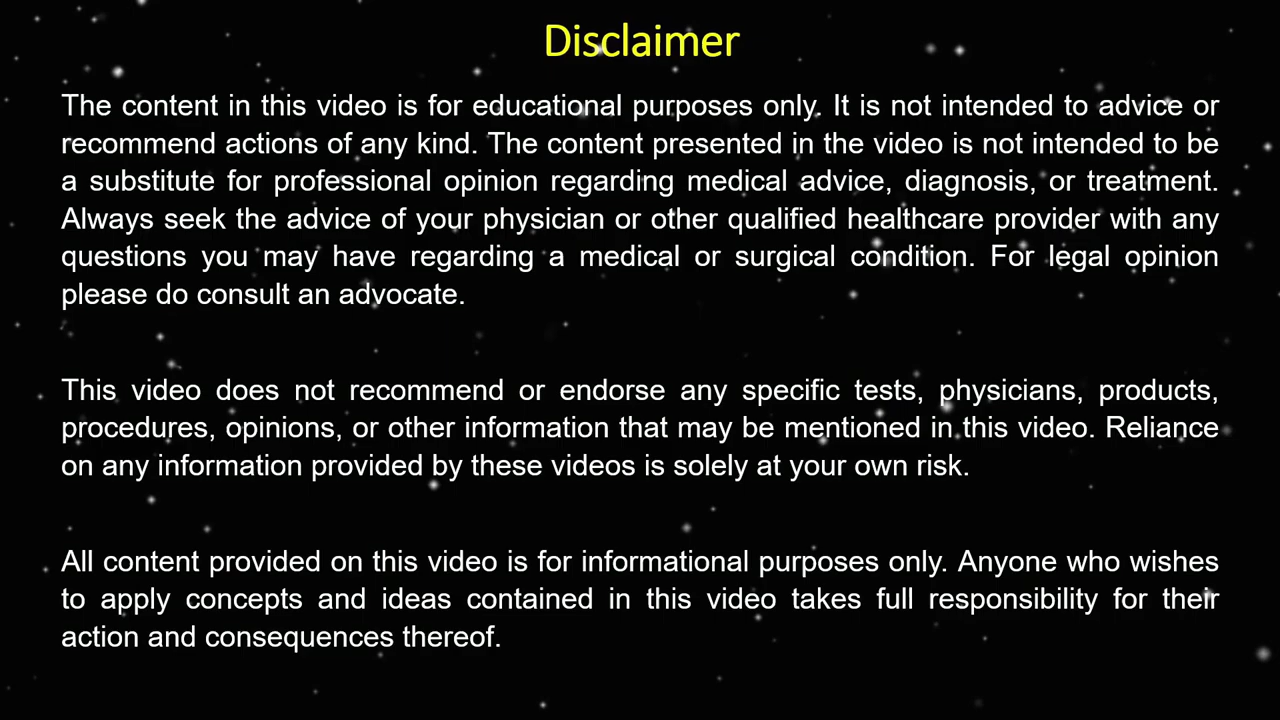 Disclaimer
The content in this video is for educational purposes only. It is not intended to advice or
recommend actions of any kind. The content presented in the video is not intended to be
a substitute for professional opinion regarding medical advice, diagnosis, or treatment.
Always seek the advice of your physician or other qualified healthcare provider with any
questions you may have regarding a medical or surgical condition. For legal opinion
please do consult an advocate.
This video does not recommend or endorse any specific tests, physicians, products,
procedures, opinions, or other information that may be mentioned in this video. Reliance
on any information provided by these videos is solely at your own risk.
All content provided on this video is for informational purposes only. Anyone who wishes
to apply concepts and ideas contained in this video takes full responsibility for their
action and consequences thereof.